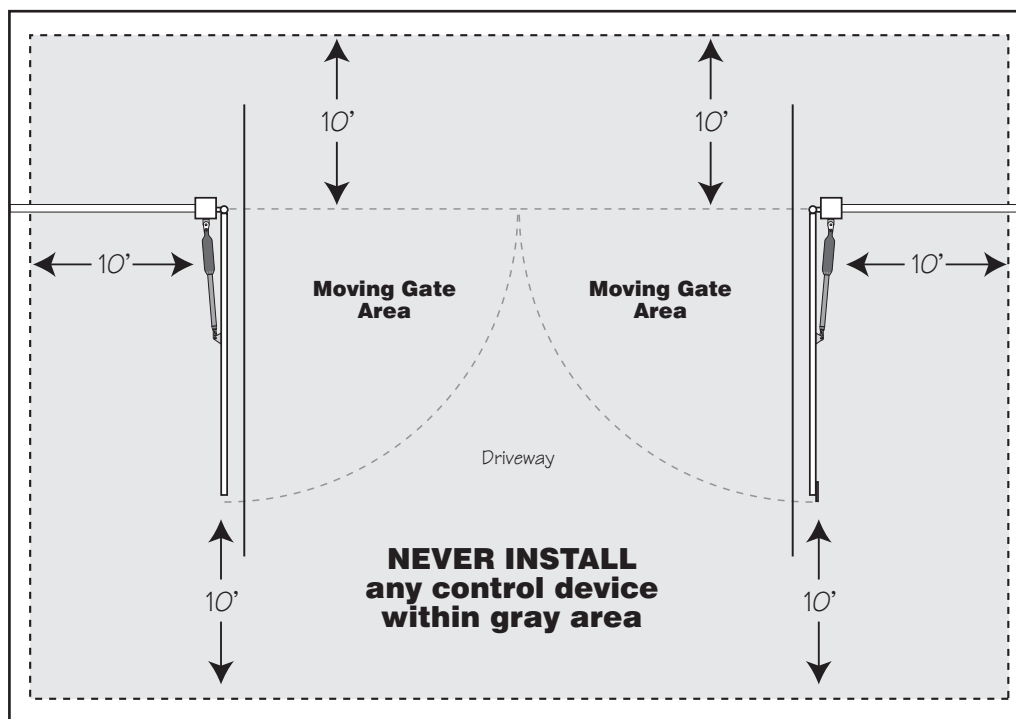 10’
10’
10’
10’
Moving Gate
Area
Moving Gate
Area
Driveway
NEVER INSTALL
any control device
within gray area
10’
10’